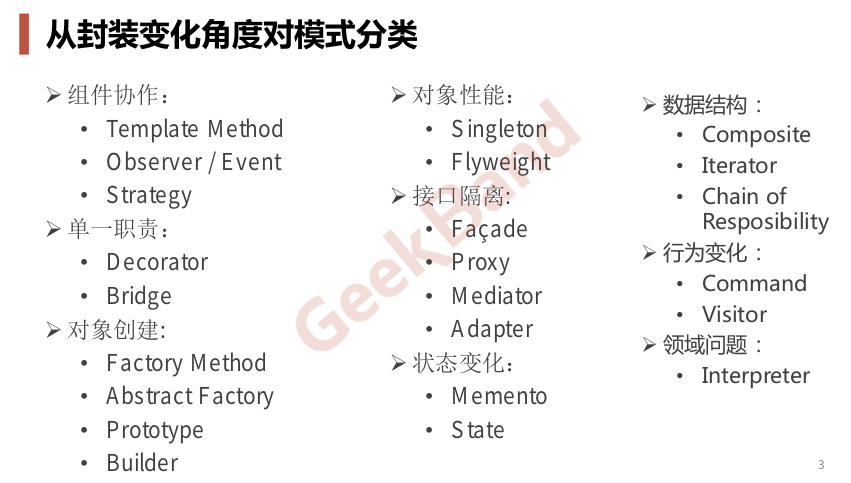 从封装变化角度对模式分类
➢ 组件协作：
• Template Method
• Observer / Event
• Strategy
➢ 单一职责：
• Decorator
• Bridge
➢ 对象创建:
• Factory Method
• Abstract Factory
• Prototype
• Builder
➢ 对象性能：
• Singleton
• Flyweight
➢ 接口隔离:
• Façade
• Proxy
• Mediator
• Adapter
➢ 状态变化：
• Memento
• State
➢ 数据结构：
• Composite
• Iterator
• Chain of
Resposibility
➢ 行为变化：
• Command
• Visitor
➢ 领域问题：
• Interpreter
GeekBand
3